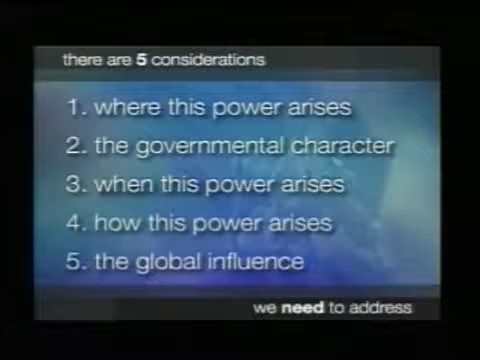 there are 5 considerations
1. where this power arises
2. the governmental character
3. when this power arises
4. how this power arises
5. the global influence
we need to address